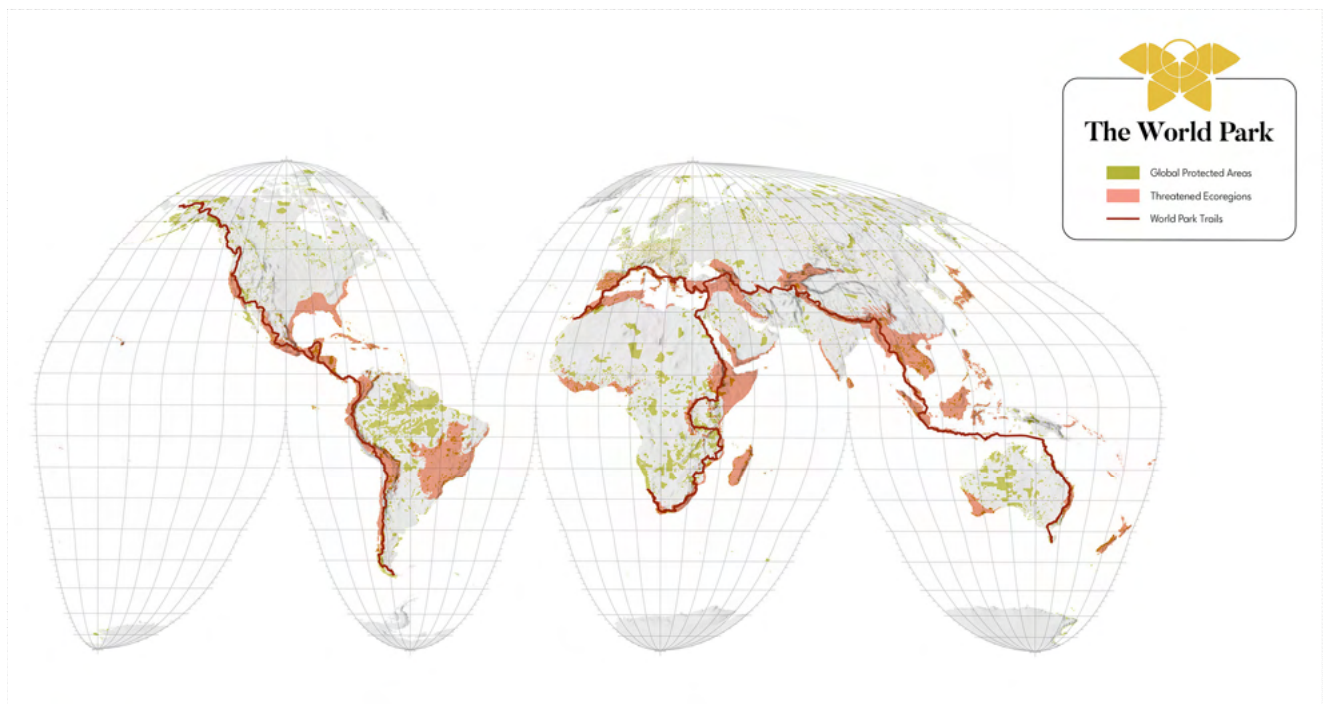 The World Park
Global Protected Areas
Threatened Ecoregions
World Park Trails